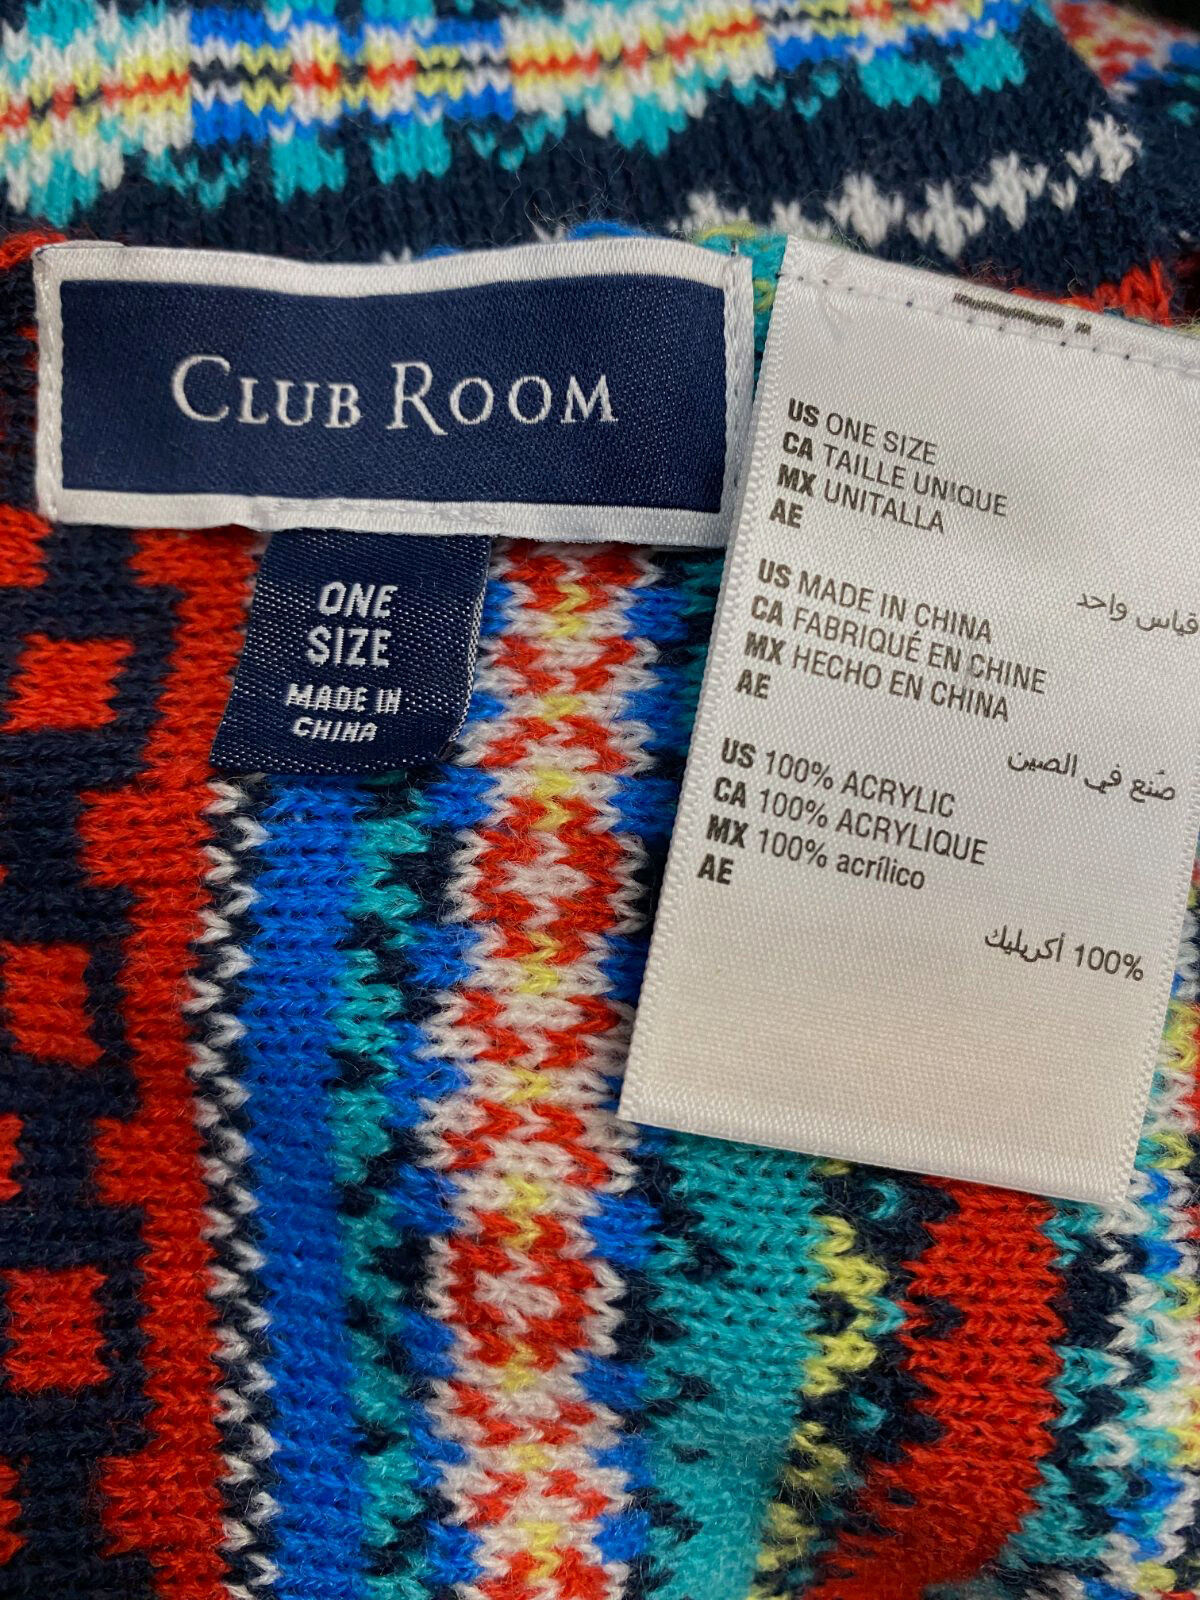 CLUB ROOM
ONE
SIZE
MADE IN
CHINA
US ONE SIZE
CA TAILLE UNIQUE
MX UNITALLA
AE
قياس واحد
US MADE IN CHINA
CA FABRIQUÉ EN CHINE
MX HECHO EN CHINA
AE
صّنع في الصين
US 100% ACRYLIC
CA 100% ACRYLIQUE
MX 100% acrílico
AE
100% أكريليك